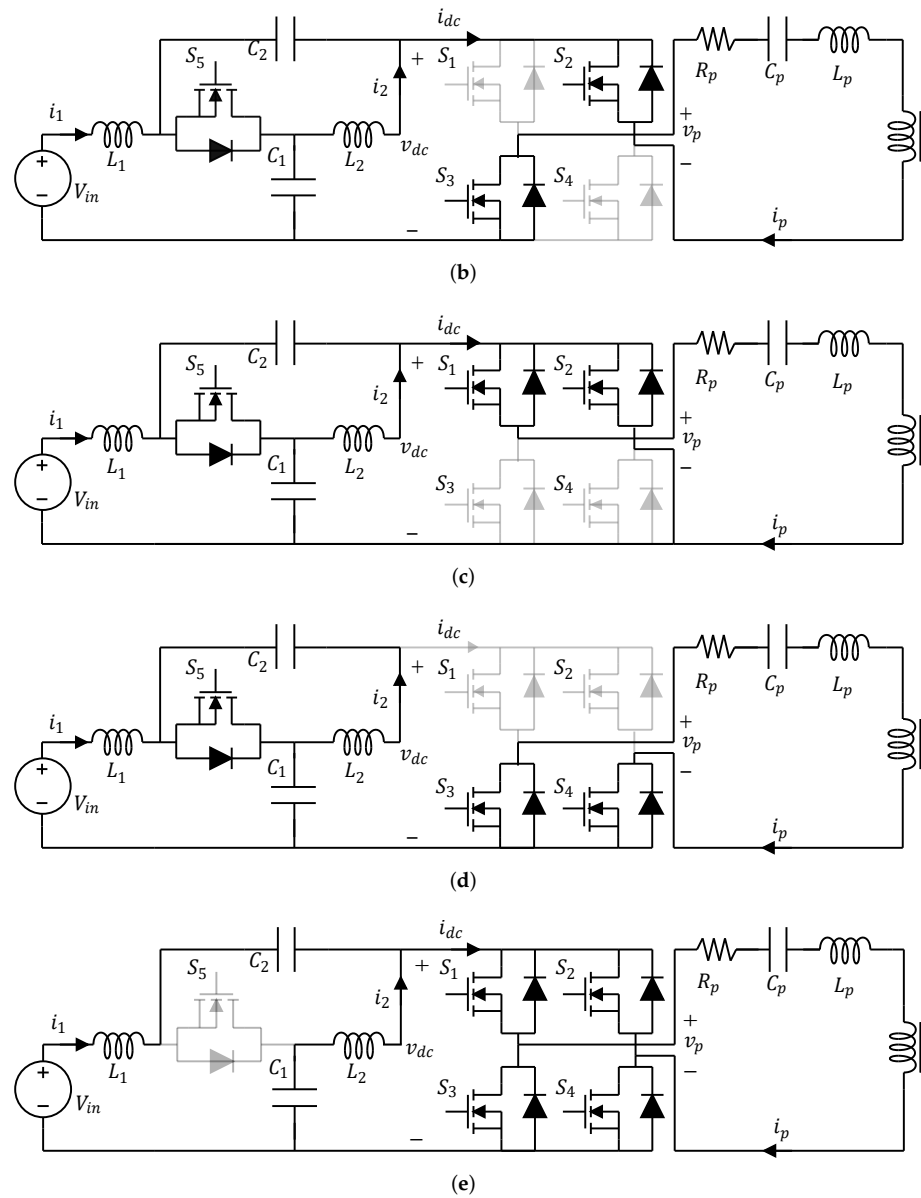 i_dc
S_1
S_2
C_2
+
S_5
i_2
i_1
L_1
C_1
L_2
v_dc
+
−
V_in
S_3
S_4
−
R_p
C_p
L_p
+
v_p
−
i_p
(b)
i_dc
S_1
S_2
C_2
+
S_5
i_2
i_1
L_1
C_1
L_2
v_dc
+
−
V_in
S_3
S_4
−
R_p
C_p
L_p
+
v_p
−
i_p
(c)
i_dc
S_1
S_2
C_2
+
S_5
i_2
i_1
L_1
C_1
L_2
v_dc
+
−
V_in
S_3
S_4
−
R_p
C_p
L_p
+
v_p
−
i_p
(d)
i_dc
S_1
S_2
C_2
+
S_5
i_2
i_1
L_1
C_1
L_2
v_dc
+
−
V_in
S_3
S_4
−
R_p
C_p
L_p
+
v_p
−
i_p
(e)